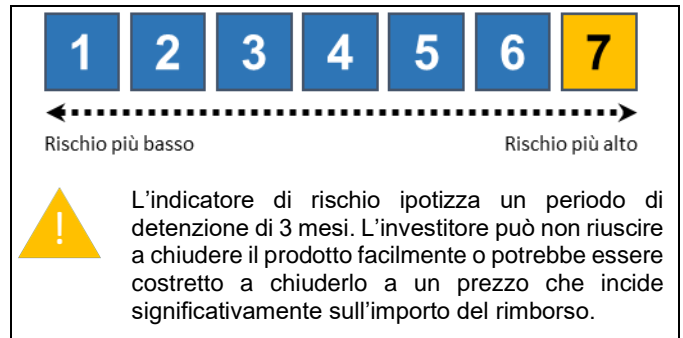 1 2 3 4 5 6 7
Rischio più basso Rischio più alto
! L’indicatore di rischio ipotizza un periodo di
detenzione di 3 mesi. L’investitore può non riuscire
a chiudere il prodotto facilmente o potrebbe essere
costretto a chiuderlo a un prezzo che incide
significativamente sull’importo del rimborso.